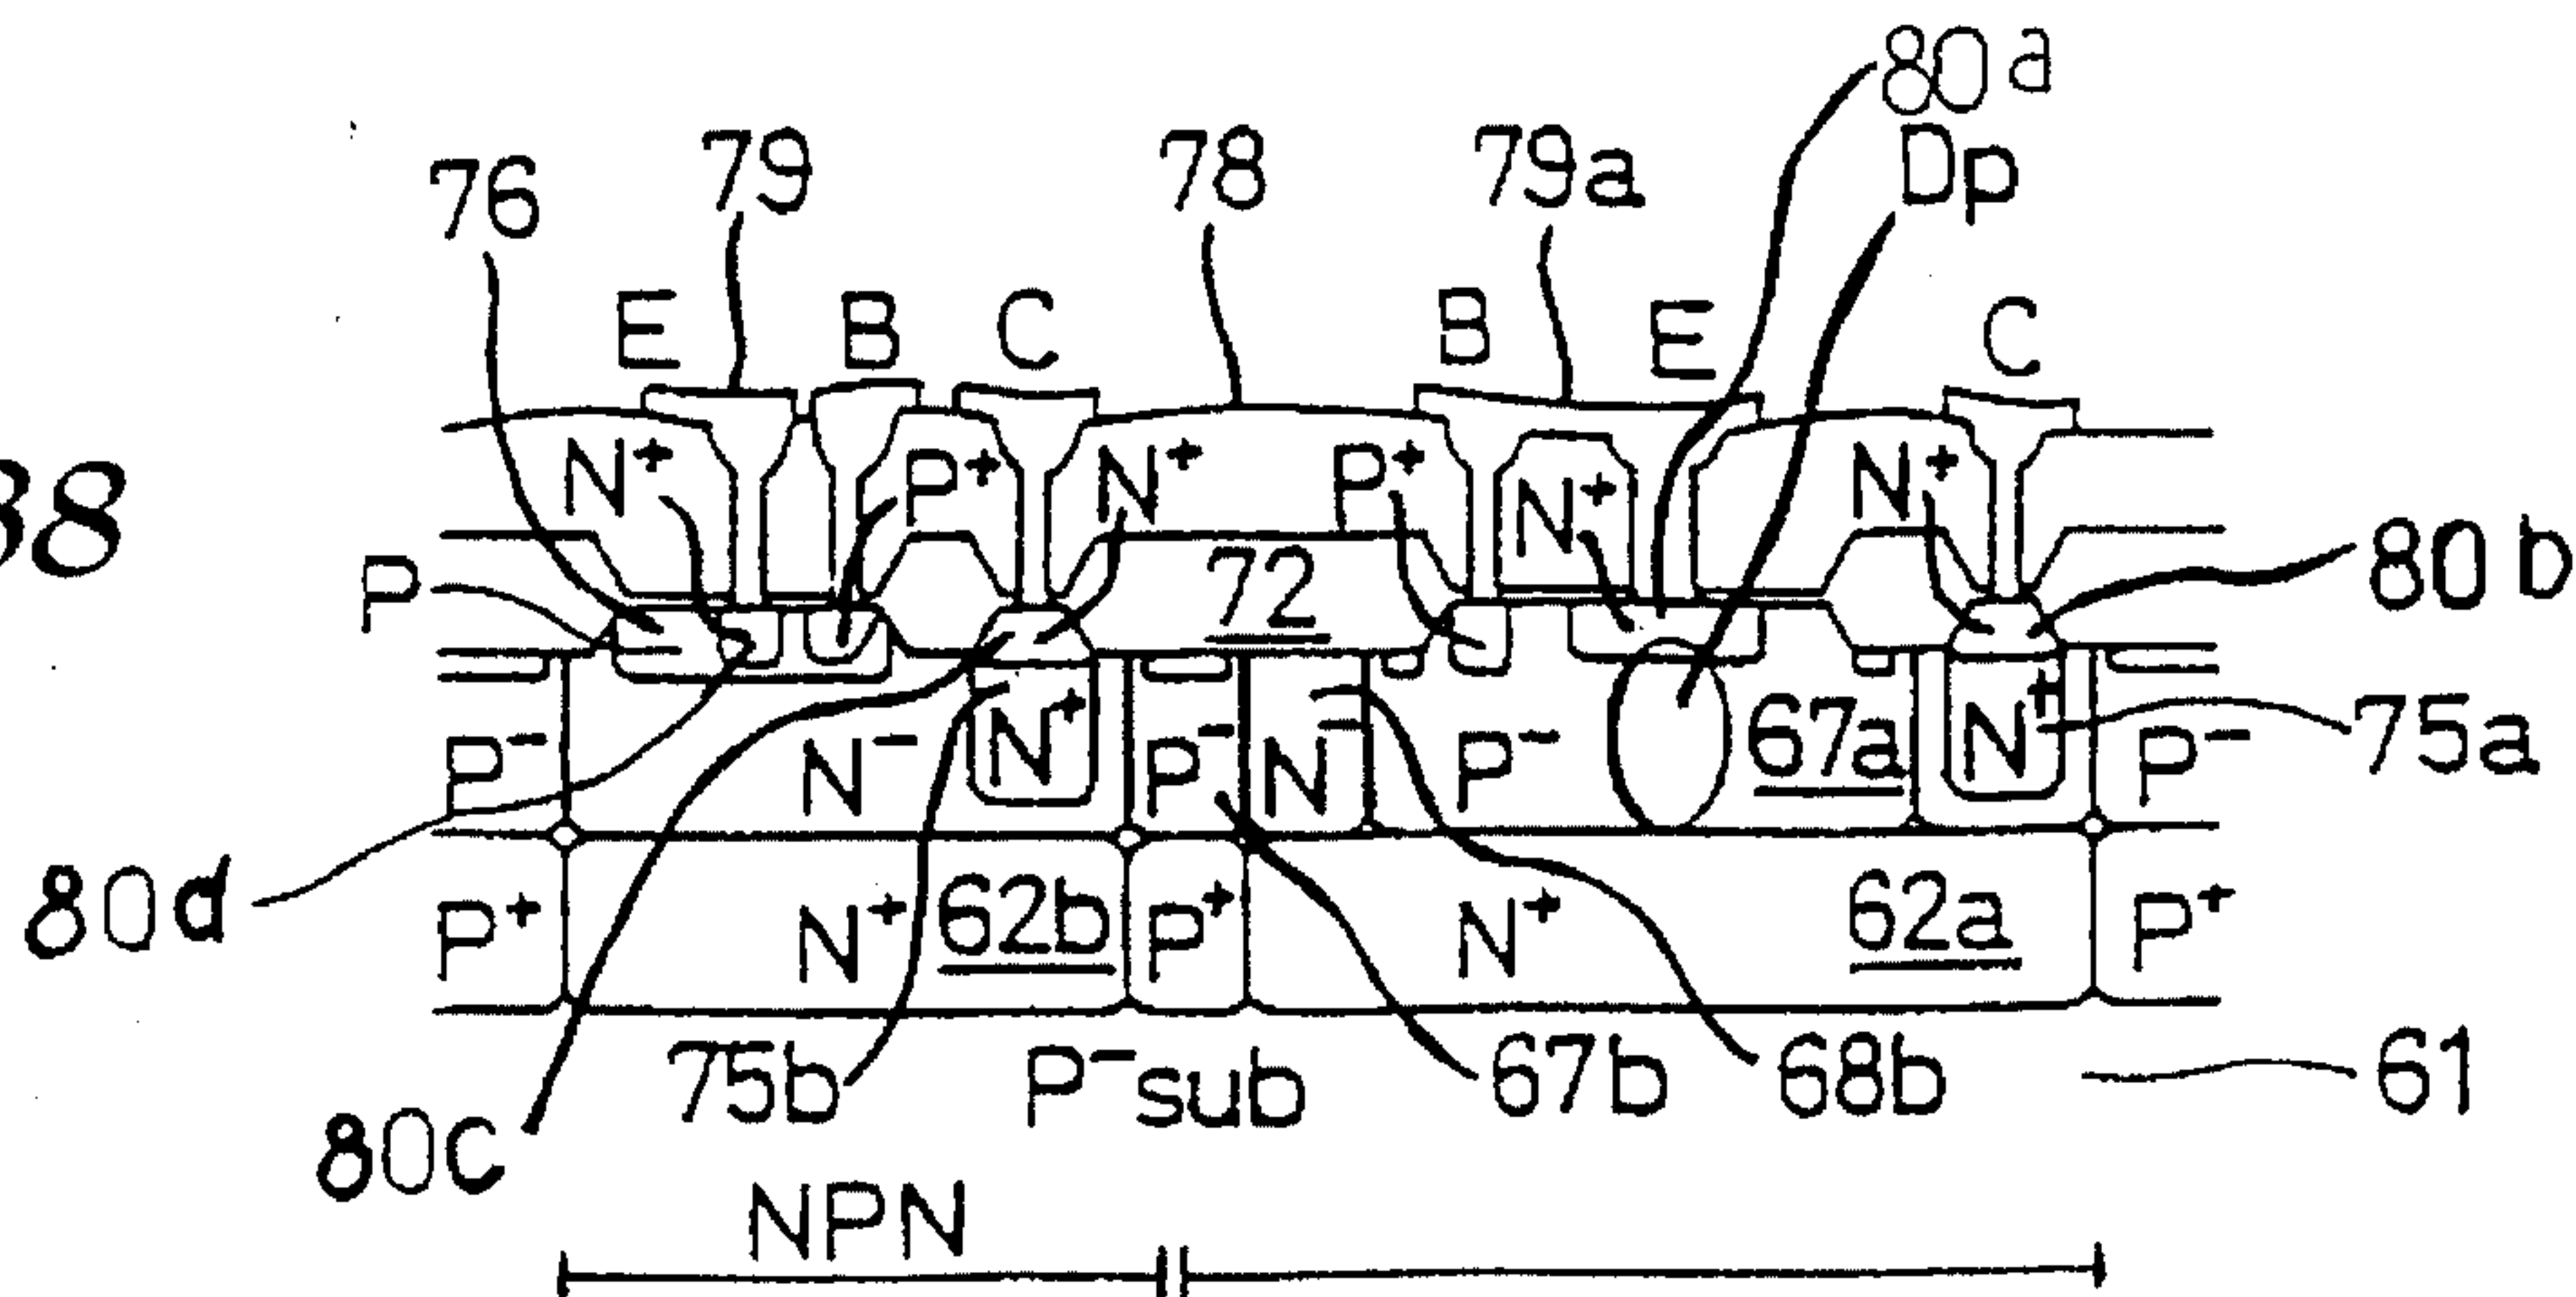 80a
76 79 78 79a Dp
E B C B E C
38
N+ P+ N+ P+ N+ N+
P 72 80b
P- N- N+ P- N- P- 67a N+ P- 75a
80d P+ N+ 62b P+ N+ 62a P+
75b P-sub 67b 68b 61
80c
NPN